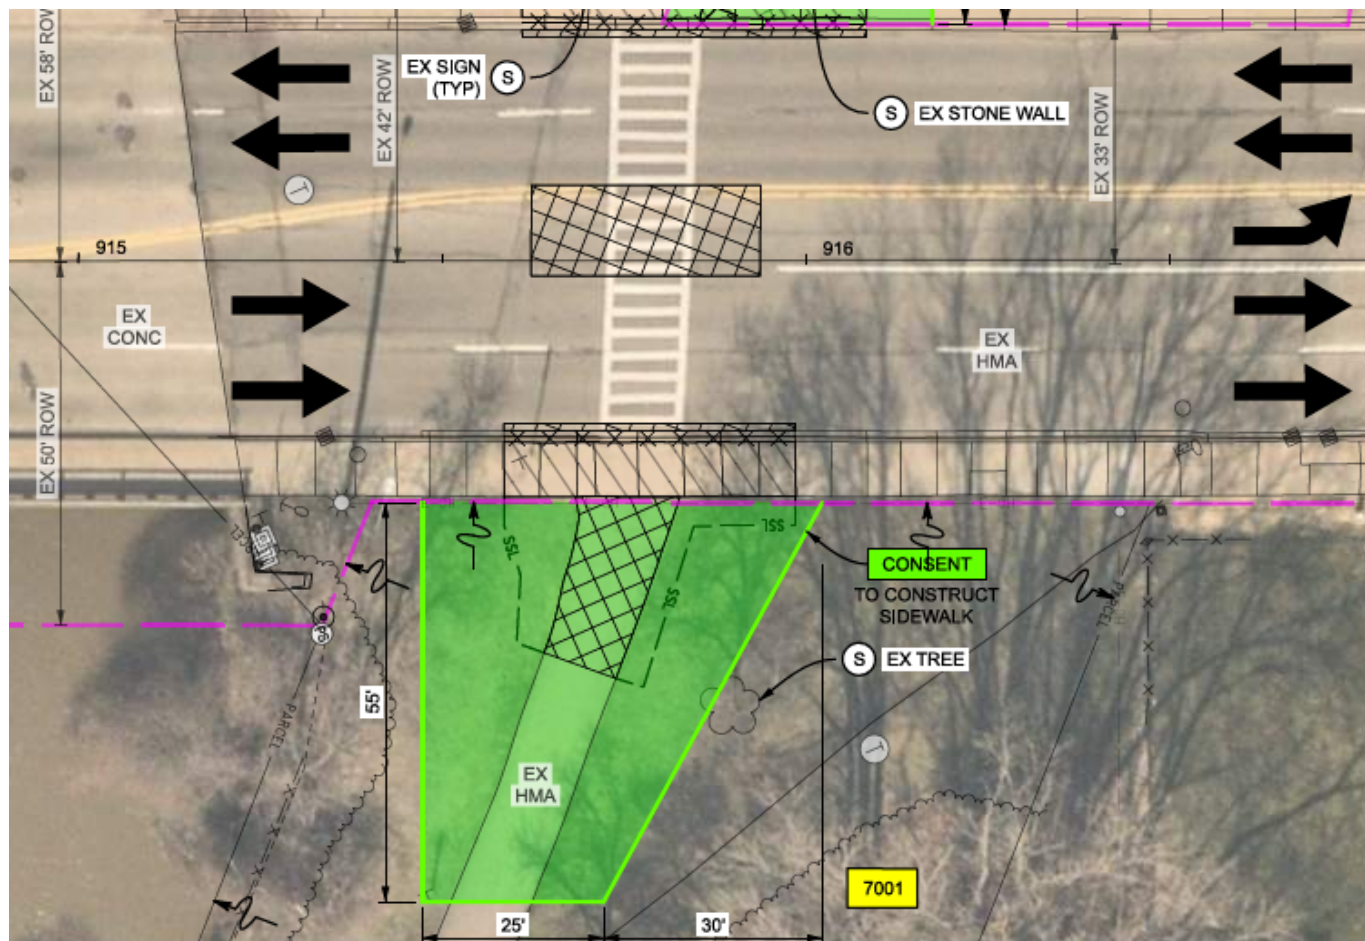 EX 58' ROW
EX SIGN
(TYP)
S
S
EX STONE WALL
EX 42' ROW
EX 33' ROW
T
915
916
EX
CONC
EX
HMA
EX 50' ROW
SSL
SSL
SSL
CONSENT
TO CONSTRUCT
SIDEWALK
PARCEL
S
EX TREE
PP
55'
PARCEL
T
EX
HMA
7001
25'
30'